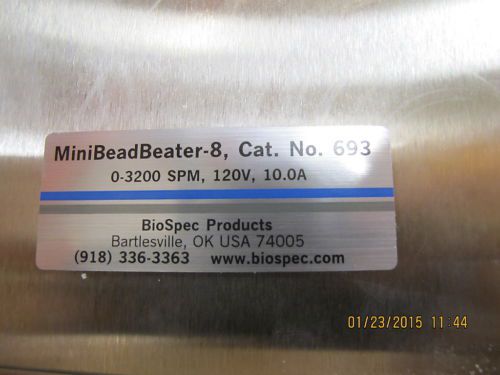 MiniBeadBeater-8, Cat. No. 693
0-3200 SPM, 120V, 10.0A
BioSpec Products
Bartlesville, OK USA 74005
(918) 336-3363 www.biospec.com
01/23/2015 11:44